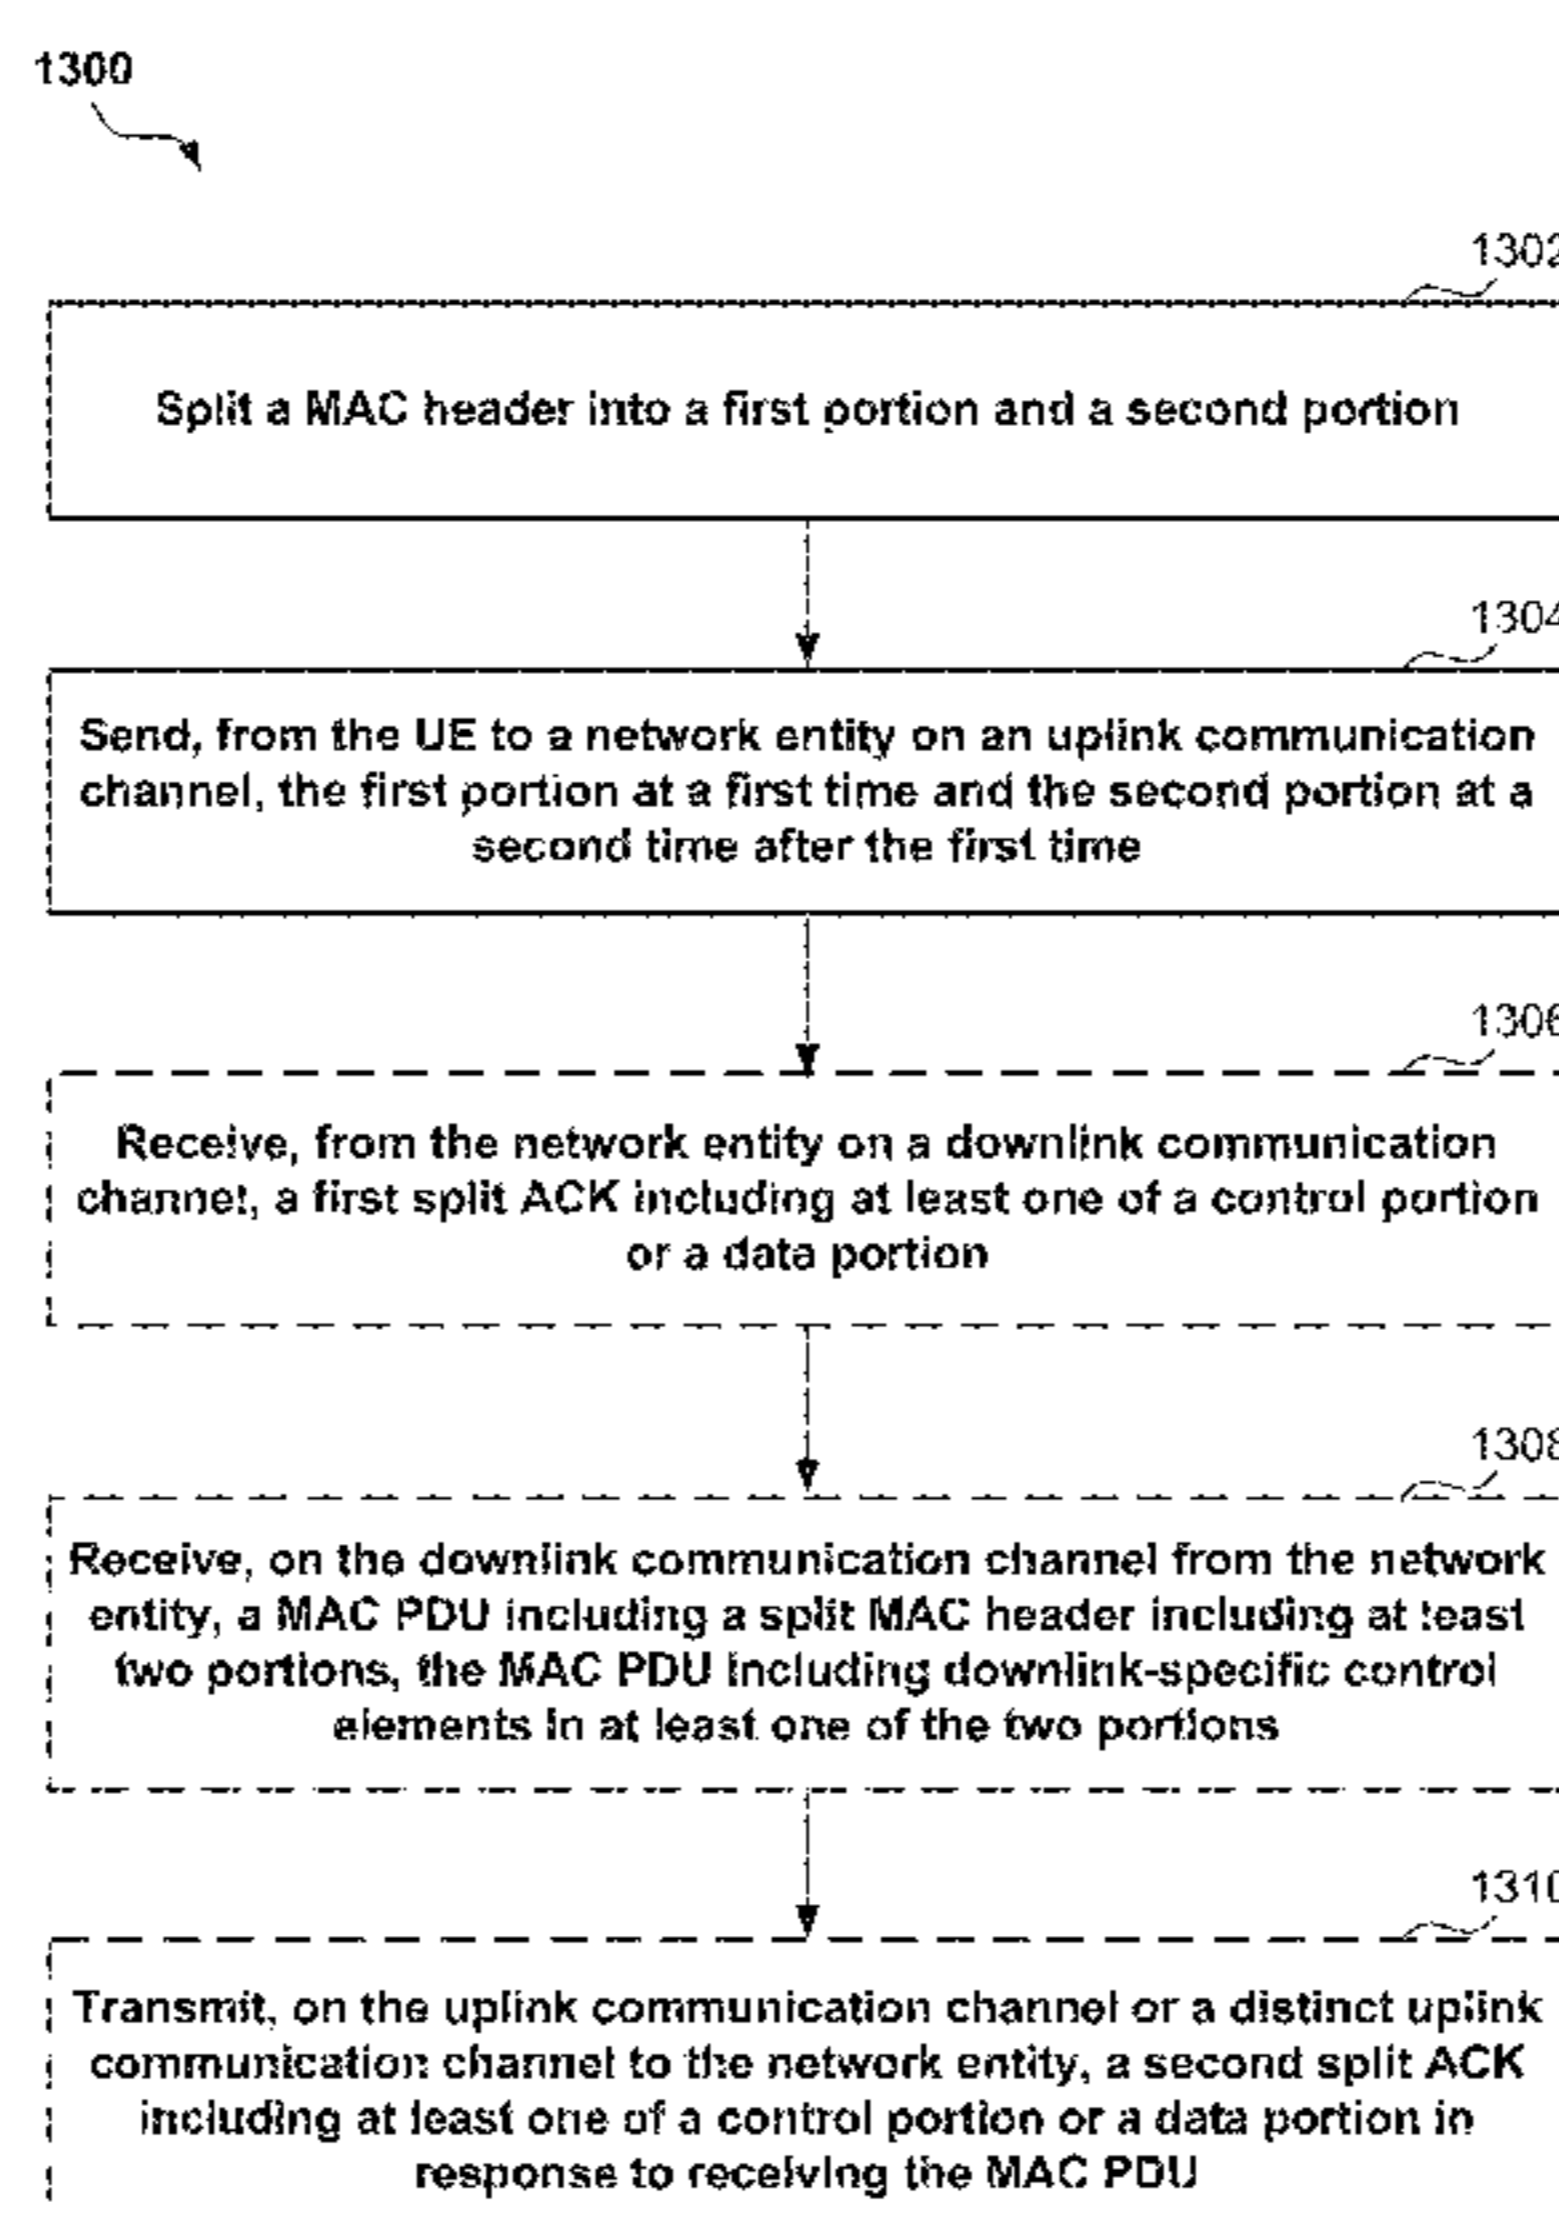 1300
1302
Split a MAC header into a first portion and a second portion
1304
Send, from the UE to a network entity on an uplink communication
channel, the first portion at a first time and the second portion at a
second time after the first time
1306
Receive, from the network entity on a downlink communication
channel, a first split ACK including at least one of a control portion
or a data portion
1308
Receive, on the downlink communication channel from the network
entity, a MAC PDU including a split MAC header including at least
two portions, the MAC PDU including downlink-specific control
elements in at least one of the two portions
1310
Transmit, on the uplink communication channel or a distinct uplink
communication channel to the network entity, a second split ACK
including at least one of a control portion or a data portion in
response to receiving the MAC PDU